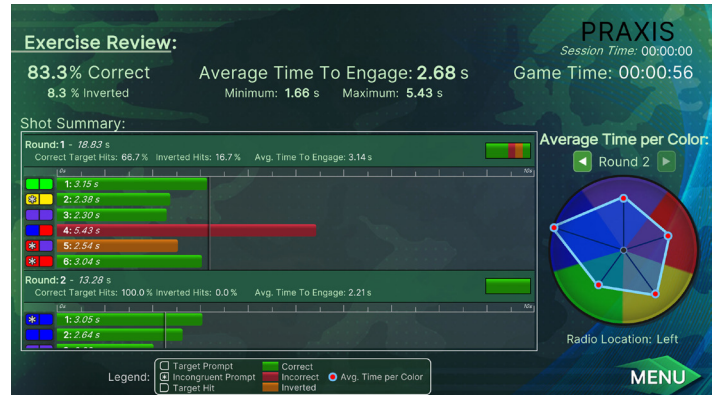 PRAXIS
Exercise Review:
Session Time: 00:00:00
83.3% Correct
Average Time To Engage: 2.68 s
Game Time: 00:00:56
8.3 % Inverted
Minimum: 1.66 s Maximum: 5.43 s
Shot Summary:
Round: 1 - 18.83 s
Correct Target Hits: 66.7 % Inverted Hits: 16.7 % Avg. Time To Engage: 3.14 s
0s 10s
1: 3.15 s
* 2: 2.38 s
3: 2.30 s
4: 5.43 s
* 5: 2.54 s
* 6: 3.04 s
Round: 2 - 13.28 s
Correct Target Hits: 100.0 % Inverted Hits: 0.0 % Avg. Time To Engage: 2.21 s
0s 10s
* 1: 3.05 s
2: 2.64 s
Average Time per Color:
Round 2
Radio Location: Left
Legend:
Target Prompt
* Incongruent Prompt
Target Hit
Correct
Incorrect
Inverted
Avg. Time per Color
MENU